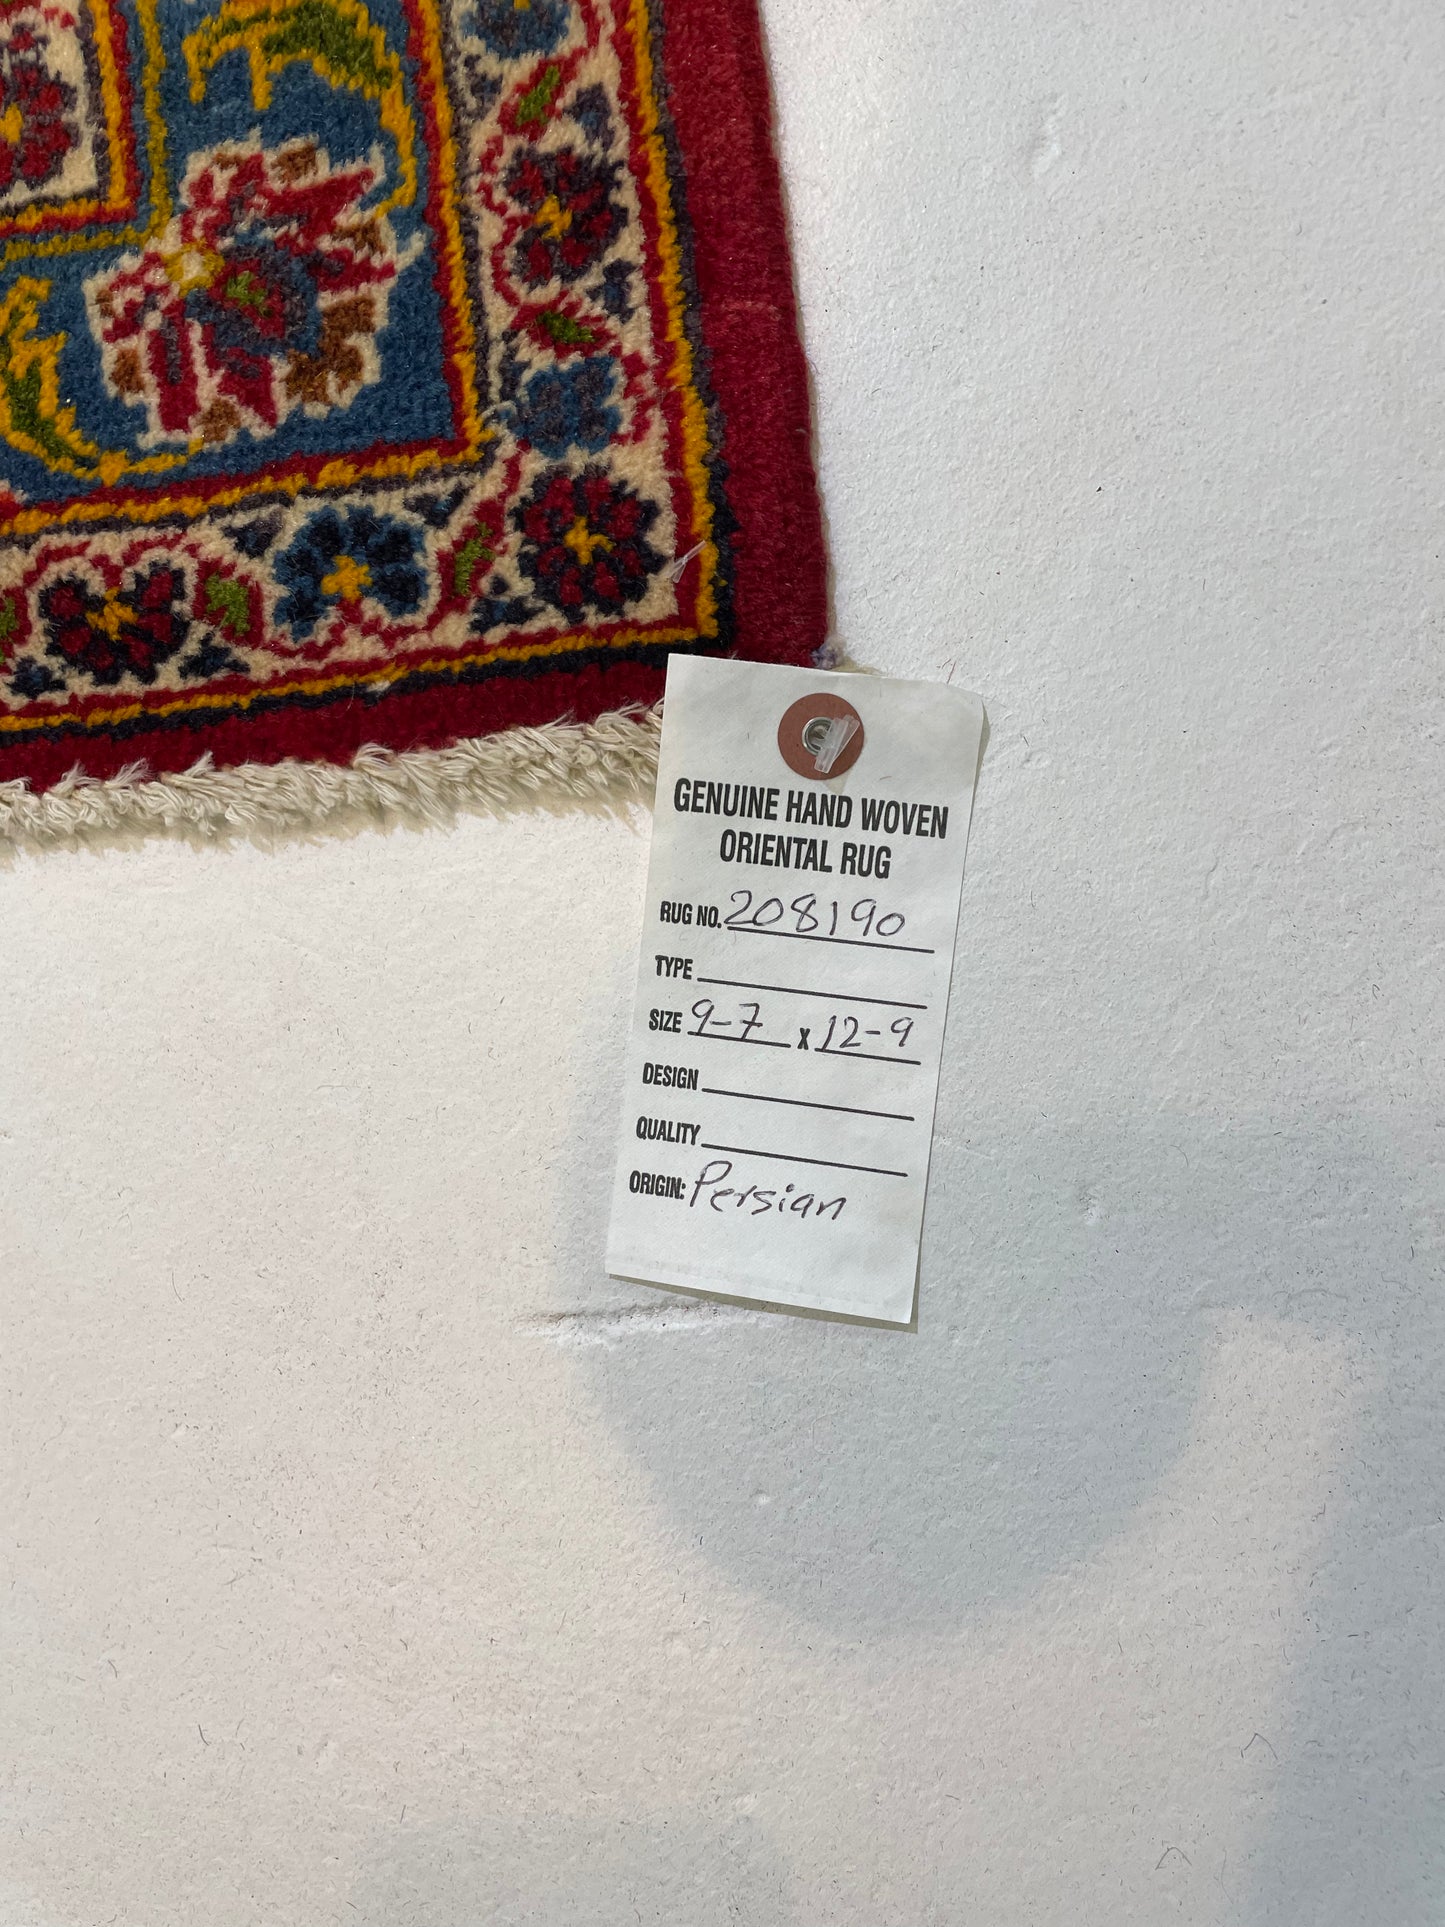 GENUINE HAND WOVEN
ORIENTAL RUG
RUG NO. 208190
TYPE
SIZE 9-7 x 12-9
DESIGN
QUALITY
ORIGIN: Persian